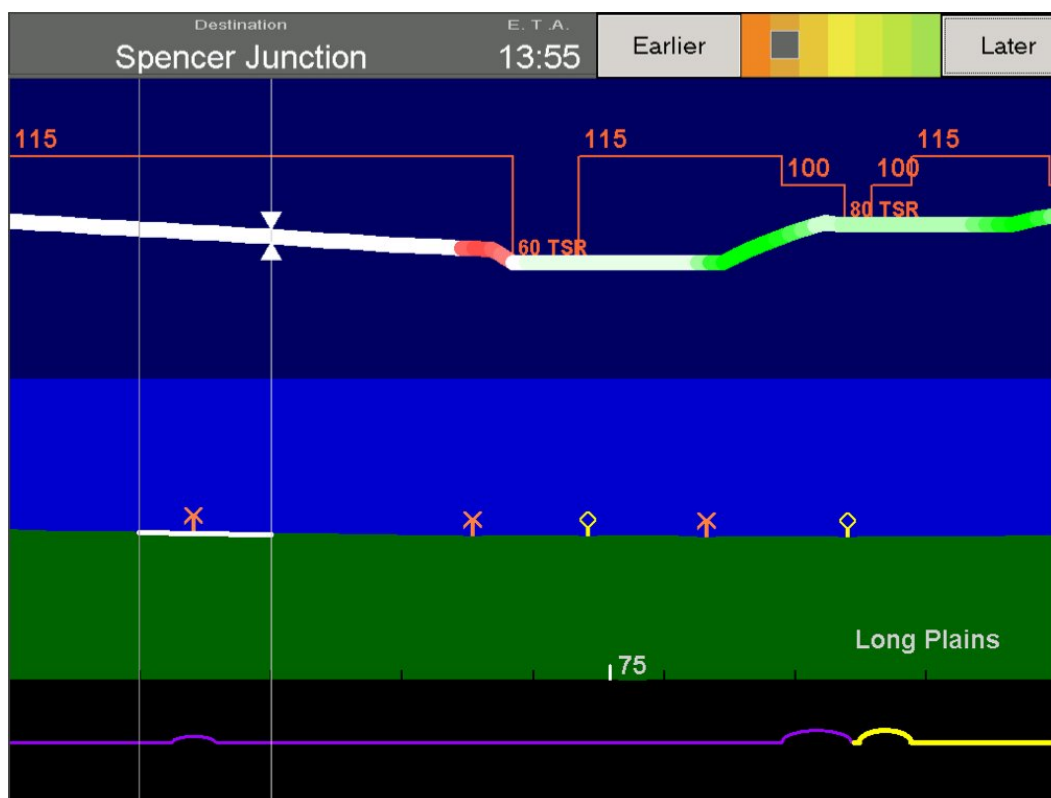 Destination
Spencer Junction
E. T .A.
13:55
Earlier
Later
115
115
100
100
115
60 TSR
80 TSR
Long Plains
75